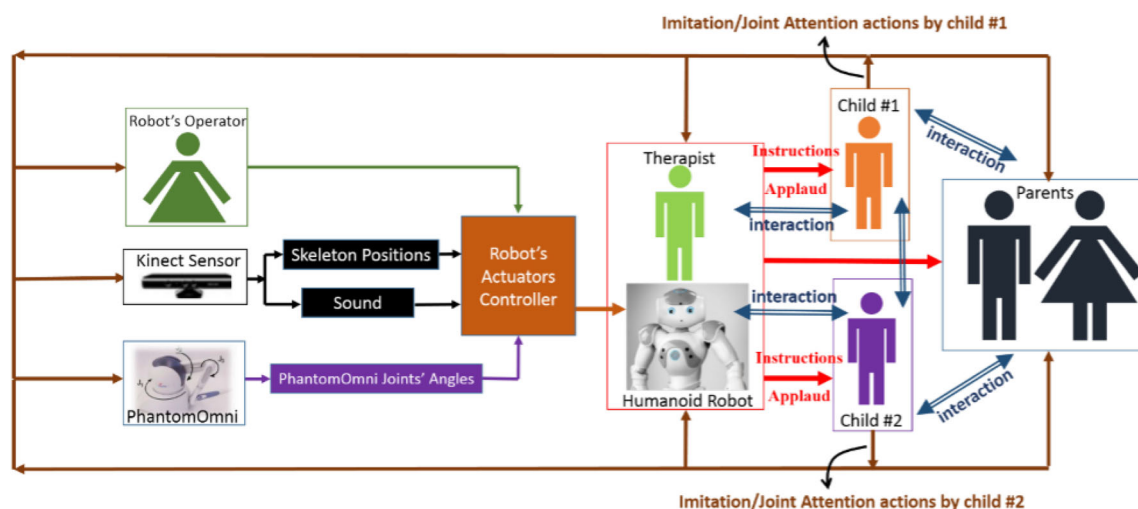 Imitation/Joint Attention actions by child #1
Robot's Operator
Kinect Sensor
Skeleton Positions
Sound
PhantomOmni
PhantomOmni Joints' Angles
Robot's
Actuators
Controller
Therapist
Humanoid Robot
Instructions
Applaud
interaction
interaction
Instructions
Applaud
Child #1
Child #2
interaction
Parents
interaction
Imitation/Joint Attention actions by child #2